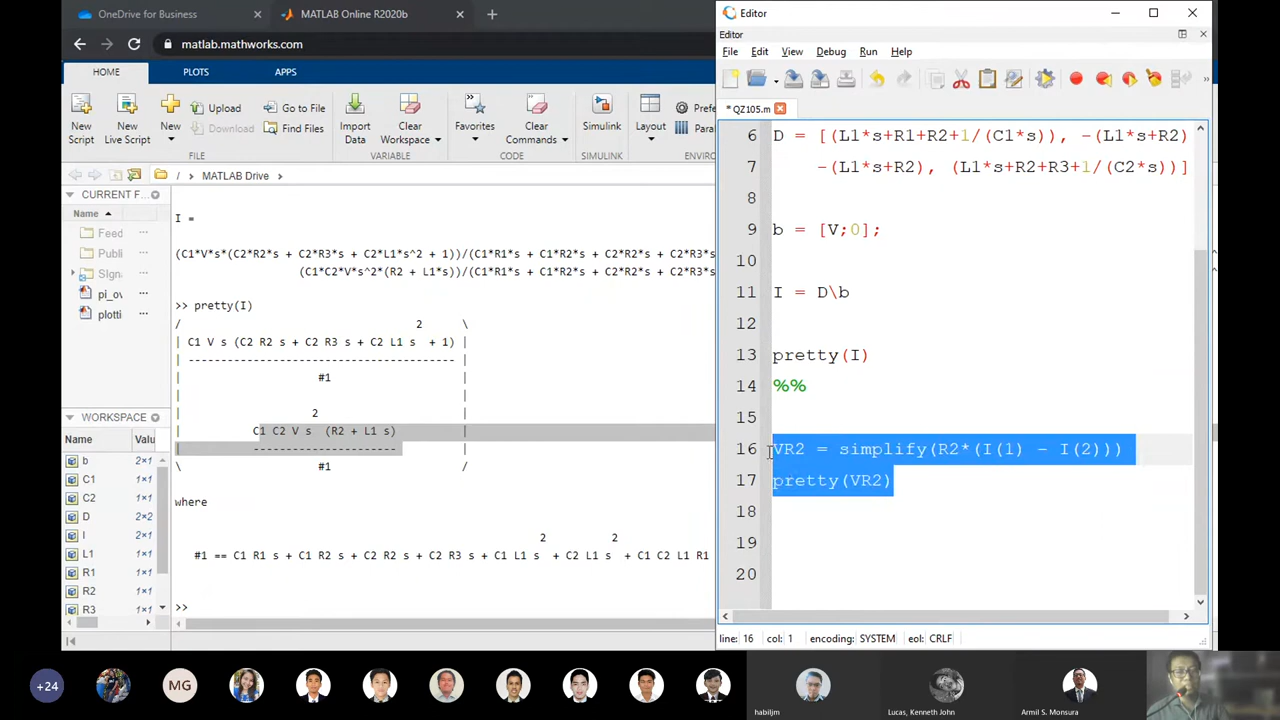 OneDrive for Business
MATLAB Online R2020b
matlab.mathworks.com
HOME
PLOTS
APPS
New
Script
New
Live Script
New
Upload
Download
Go to File
Find Files
FILE
Import
Data
Clear
Workspace
VARIABLE
Favorites
Clear
Commands
CODE
Simulink
SIMULINK
Layout
Prefe
Para
ENVIR
/ MATLAB Drive
CURRENT F...
Name
Feed
Publi
SIgna
pi_ov
plotti
WORKSPACE
Name Valu
b 2×1
C1 1×1
C2 1×1
D 2×2
I 2×1
L1 1×1
R1 1×1
R2 1×1
R3 1×1
I =
(C1*V*s*(C2*R2*s + C2*R3*s + C2*L1*s^2 + 1))/(C1*R1*s + C1*R2*s + C2*R2*s + C2*R3*s
(C1*C2*V*s^2*(R2 + L1*s))/(C1*R1*s + C1*R2*s + C2*R2*s + C2*R3*s
>> pretty(I)
/ 2 \
| C1 V s (C2 R2 s + C2 R3 s + C2 L1 s + 1) |
| ----------------------------------------- |
| #1 |
| |
| 2 |
| C1 C2 V s (R2 + L1 s) |
| ---------------------- |
\ #1 /
where
2 2
#1 == C1 R1 s + C1 R2 s + C2 R2 s + C2 R3 s + C1 L1 s + C2 L1 s + C1 C2 L1 R1
>>
Editor
Editor
File Edit View Debug Run Help
* QZ105.m
6 D = [(L1*s+R1+R2+1/(C1*s)), -(L1*s+R2)
7 -(L1*s+R2), (L1*s+R2+R3+1/(C2*s))]
8
9 b = [V;0];
10
11 I = D\b
12
13 pretty(I)
14 %%
15
16 VR2 = simplify(R2*(I(1) - I(2)))
17 pretty(VR2)
18
19
20
line: 16 col: 1 encoding: SYSTEM eol: CRLF
+24
MG
habiljm
Lucas, Kenneth John
Armil S. Monsura